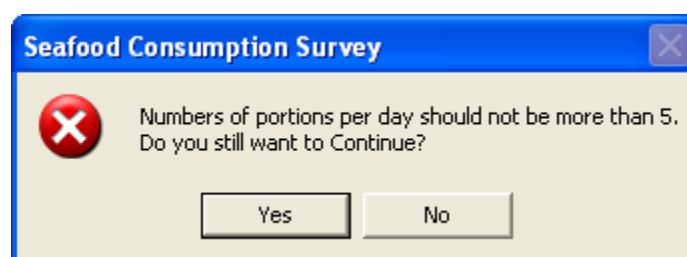 Seafood Consumption Survey
Numbers of portions per day should not be more than 5.
Do you still want to Continue?
Yes
No